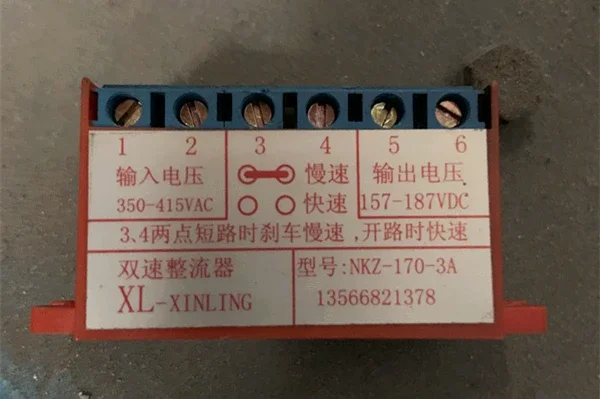 1 2 3 4 5 6
输入电压
350-415VAC
慢速
快速
输出电压
157-187VDC
3.4两点短路时刹车慢速,开路时快速
双速整流器
XL-XINLING
型号:NKZ-170-3A
13566821378